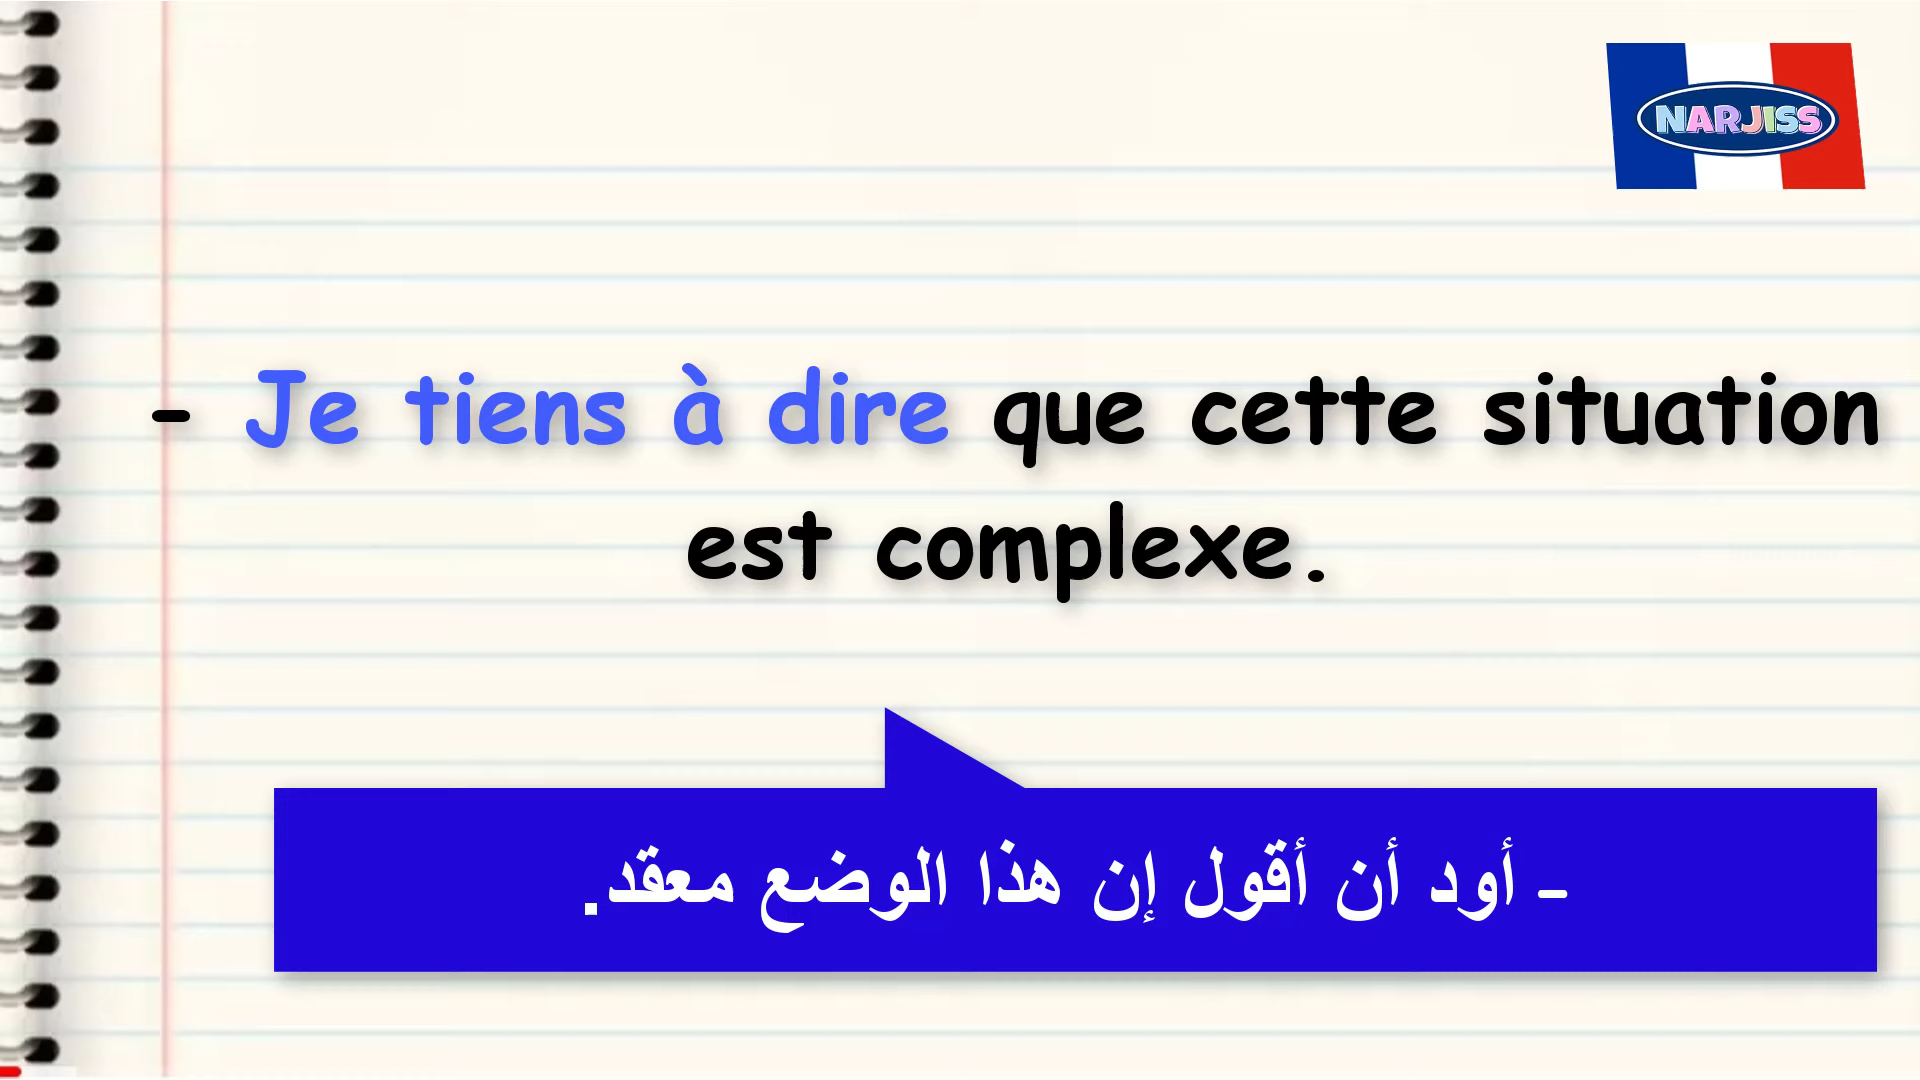 NARJISS
- Je tiens à dire que cette situation
est complexe.
- أود أن أقول إن هذا الوضع معقد.